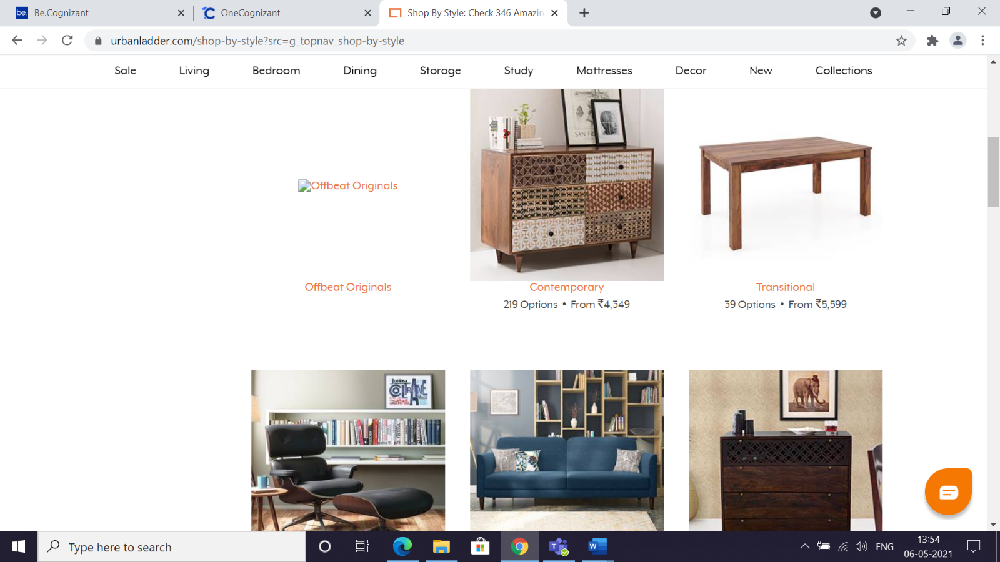 be. Be.Cognizant
OneCognizant
Shop By Style: Check 346 Amazin
urbanladder.com/shop-by-style?src=g_topnav_shop-by-style
Sale Living Bedroom Dining Storage Study Mattresses Decor New Collections
SAN FR
Offbeat Originals
Offbeat Originals
Contemporary
Transitional
219 Options • From ₹4,349
39 Options • From ₹5,599
COLTRANE
Type here to search
W
ENG
13:54
06-05-2021